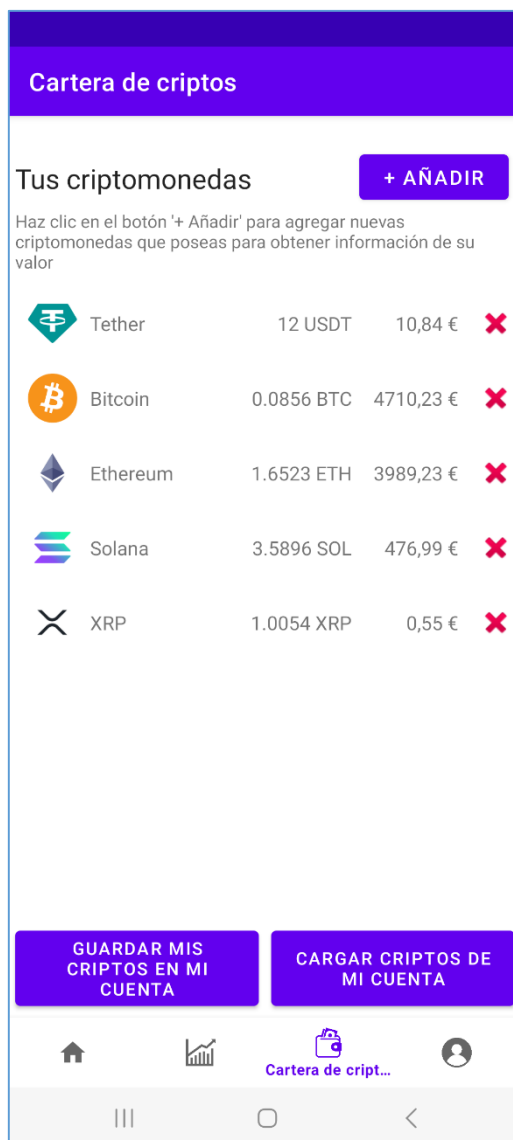 Cartera de criptos
Tus criptomonedas
+ AÑADIR
Haz clic en el botón '+ Añadir' para agregar nuevas
criptomonedas que poseas para obtener información de su
valor
Tether 12 USDT 10,84 €
Bitcoin 0.0856 BTC 4710,23 €
Ethereum 1.6523 ETH 3989,23 €
Solana 3.5896 SOL 476,99 €
XRP 1.0054 XRP 0,55 €
GUARDAR MIS
CRIPTOS EN MI
CUENTA
CARGAR CRIPTOS DE
MI CUENTA
Cartera de cript...